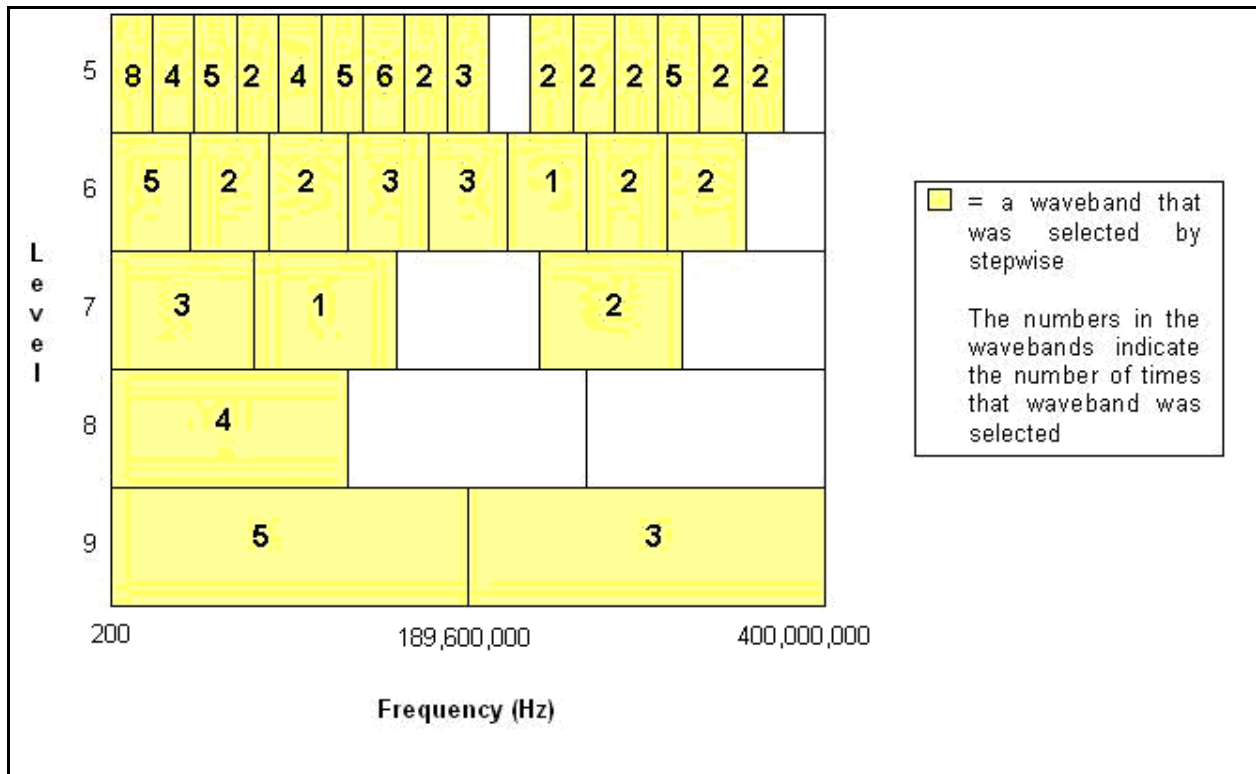 5 8 4 5 2 4 5 6 2 3 2 2 2 5 2 2
6 5 2 2 3 3 1 2 2
7 3 1 2
8 4
9 5 3
Level
200 189,600,000 400,000,000
Frequency (Hz)
= a waveband that
was selected by
stepwise
The numbers in the
wavebands indicate
the number of times
that waveband was
selected